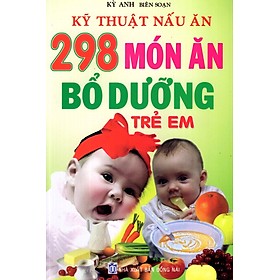 KỲ ANH BIÊN SOẠN
KỸ THUẬT NẤU ĂN
298 MÓN ĂN
BỔ DƯỠNG
TRẺ EM
NHÀ XUẤT BẢN ĐỒNG NAI